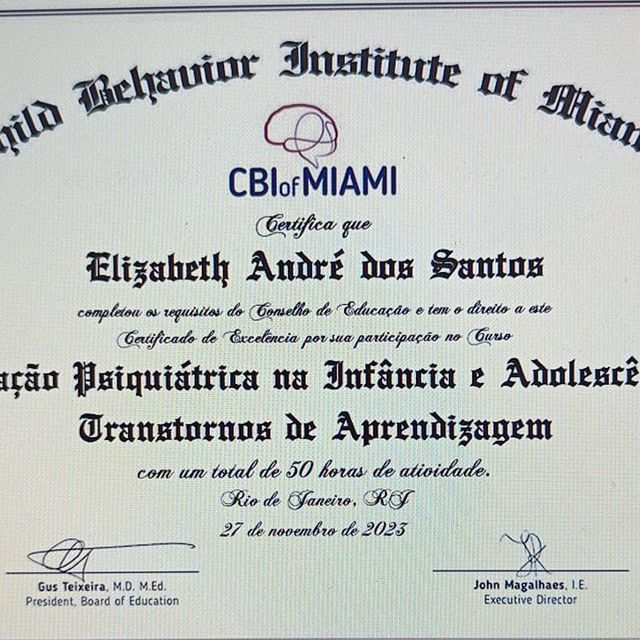 hild Behavior Institute of Miam
CBIofMIAMI
Certifica que
Elizabeth André dos Santos
completou os requisitos do Conselho de Educação e tem o direito a este
Certificado de Excelência por sua participação no Curso
ação Psiquiátrica na Infância e Adolescê
Transtornos de Aprendizagem
com um total de 50 horas de atividade.
Rio de Janeiro, RJ
27 de novembro de 2023
Gus Teixeira, M.D. M.Ed.
President, Board of Education
John Magalhaes, I.E.
Executive Director